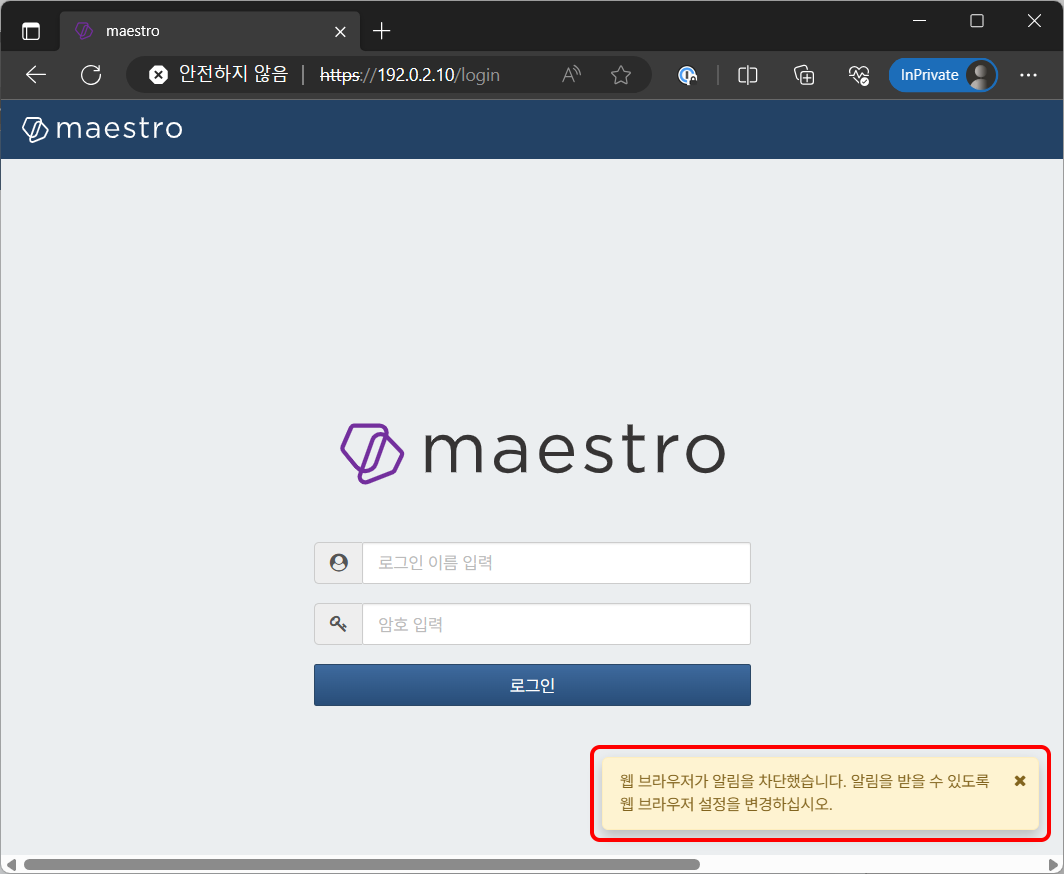 maestro
안전하지 않음 | https://192.0.2.10/login
InPrivate
maestro
maestro
로그인 이름 입력
암호 입력
로그인
웹 브라우저가 알림을 차단했습니다. 알림을 받을 수 있도록
웹 브라우저 설정을 변경하십시오.